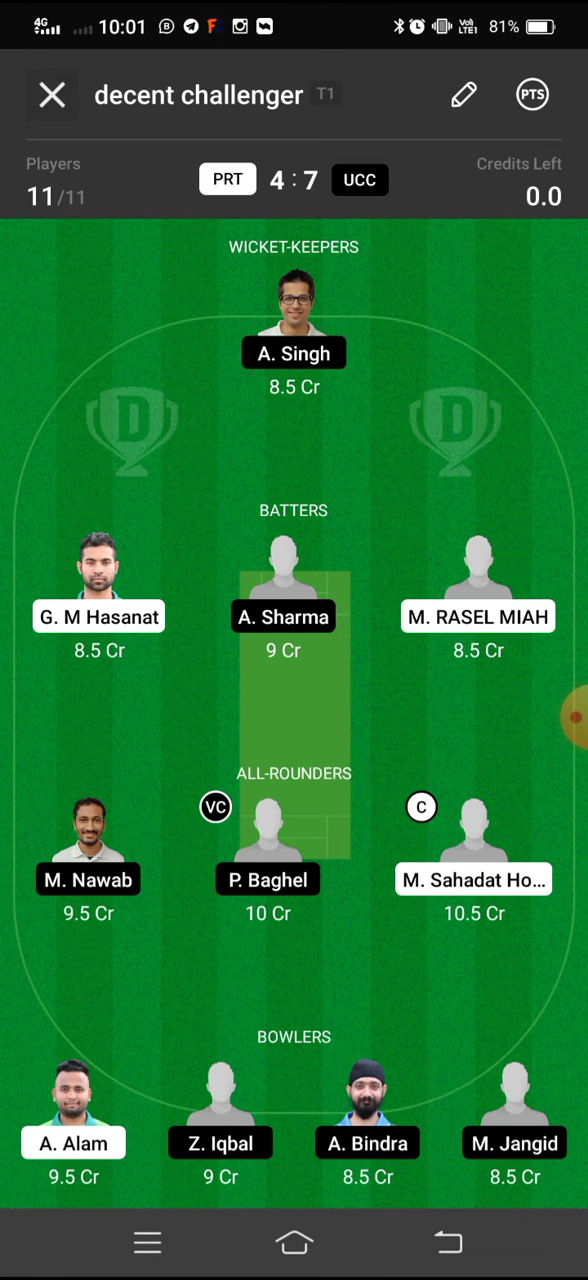 4G 10:01 VoI) LTE1 81%
decent challenger T1 PTS
Players Credits Left
11/11 PRT 4 : 7 UCC 0.0
WICKET-KEEPERS
A. Singh
8.5 Cr
D D
BATTERS
G. M Hasanat A. Sharma M. RASEL MIAH
8.5 Cr 9 Cr 8.5 Cr
ALL-ROUNDERS
VC C
M. Nawab P. Baghel M. Sahadat Ho...
9.5 Cr 10 Cr 10.5 Cr
BOWLERS
A. Alam Z. Iqbal A. Bindra M. Jangid
9.5 Cr 9 Cr 8.5 Cr 8.5 Cr